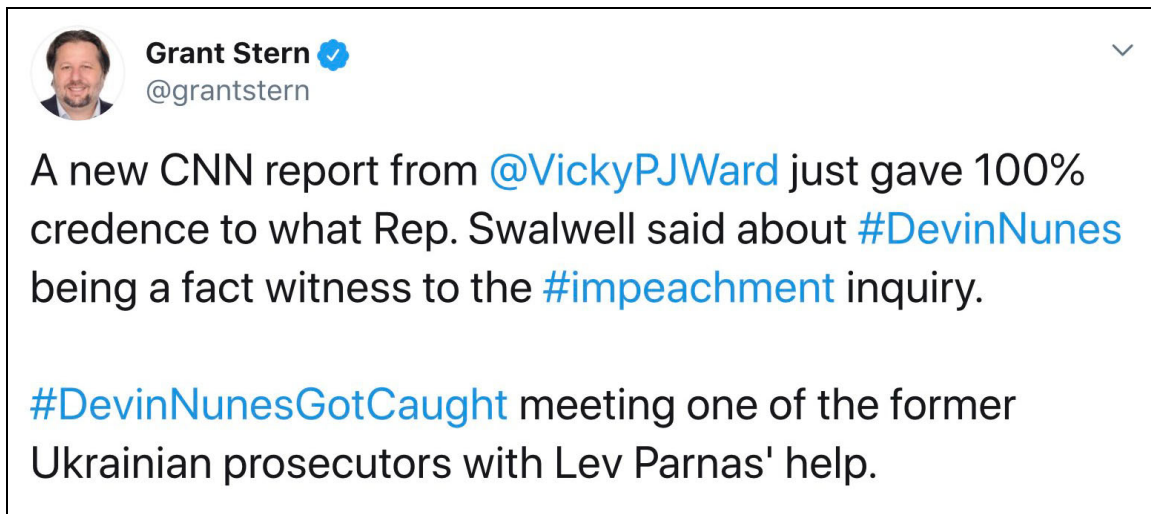 Grant Stern
@grantstern
A new CNN report from @VickyPJWard just gave 100%
credence to what Rep. Swalwell said about #DevinNunes
being a fact witness to the #impeachment inquiry.
#DevinNunesGotCaught meeting one of the former
Ukrainian prosecutors with Lev Parnas' help.